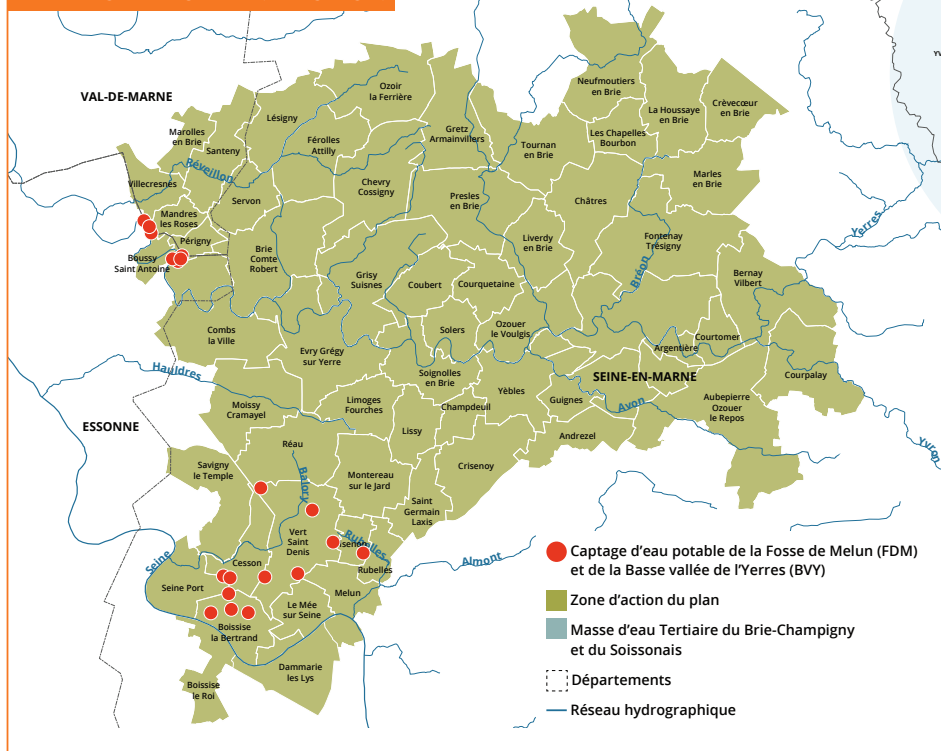 VAL-DE-MARNE
YV
Ozoir
la Ferrière
Neufmoutiers
en Brie
Crèvecœur
en Brie
La Houssaye
en Brie
Lésigny
Marolles
en Brie
Santeny
Férolles
Attilly
Gretz
Armainvilliers
Tournan
en Brie
Les Chapelles
Bourbon
Réveillon
Villecresnes
Servon
Chevry
Cossigny
Presles
en Brie
Châtres
Marles
en Brie
Mandres
les Roses
Périgny
Boussy
Saint Antoine
Brie
Comte
Robert
Liverdy
en Brie
Fontenay
Trésigny
Yerres
Bréon
Grisy
Suisnes
Coubert
Courquetaine
Bernay
Vilbert
Combs
la Ville
Evry Grégy
sur Yerre
Solers
Ozouer
le Voulgis
Courtomer
Argentière
Hauldres
Soignolles
en Brie
SEINE-EN-MARNE
Courpalay
Yèbles
Guignes
Avon
Aubepierre
Ozouer
le Repos
Moissy
Cramayel
Limoges
Fourches
Champdeuil
ESSONNE
Lissy
Andrezel
Yvron
Réau
Savigny
le Temple
Balory
Montereau
sur le Jard
Crisenoy
Saint
Germain
Laxis
Vert
Saint
Denis
Rubelles
Rubelles
Almont
Seine
Cesson
Seine Port
Melun
Le Mée
sur Seine
Boissise
la Bertrand
Dammarie
les Lys
Boissise
le Roi
Captage d'eau potable de la Fosse de Melun (FDM)
et de la Basse vallée de l'Yerres (BVY)
Zone d'action du plan
Masse d'eau Tertiaire du Brie-Champigny
et du Soissonais
Départements
Réseau hydrographique